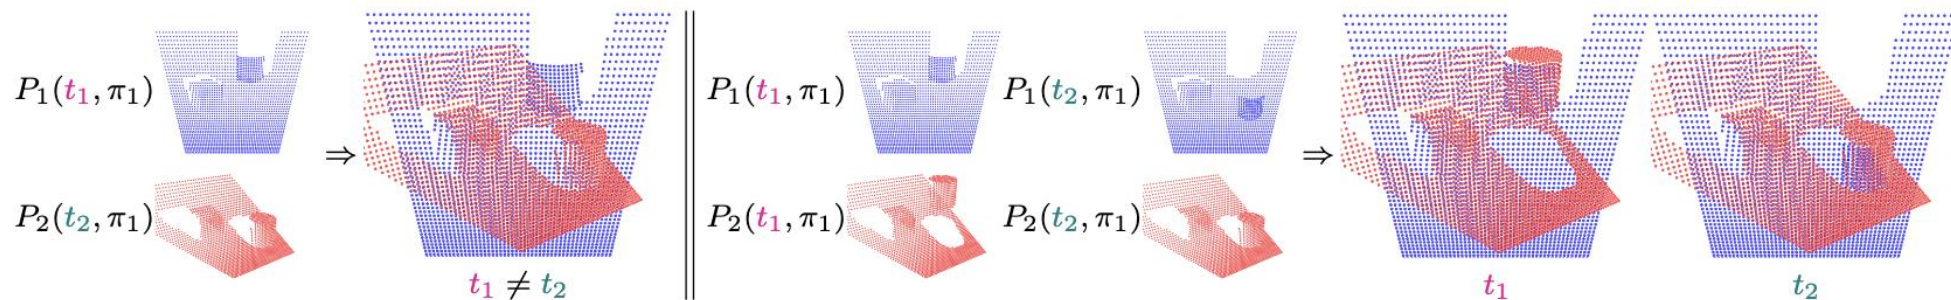 P₁(t₁, π₁)
P₂(t₂, π₁)
⇒
t₁ ≠ t₂
P₁(t₁, π₁) P₁(t₂, π₁)
P₂(t₁, π₁) P₂(t₂, π₁)
⇒
t₁ t₂